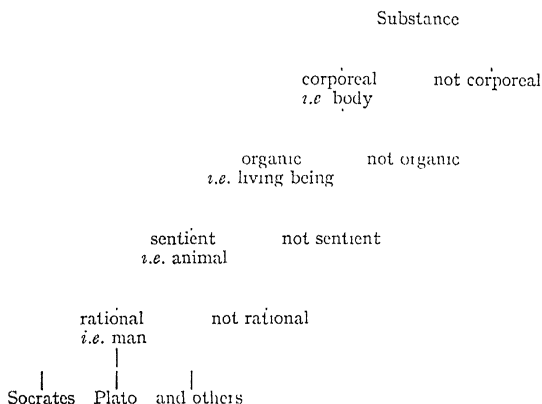 Substance
corporeal not corporeal
i.e. body
organic not organic
i.e. living being
sentient not sentient
i.e. animal
rational not rational
i.e. man
Socrates Plato and others